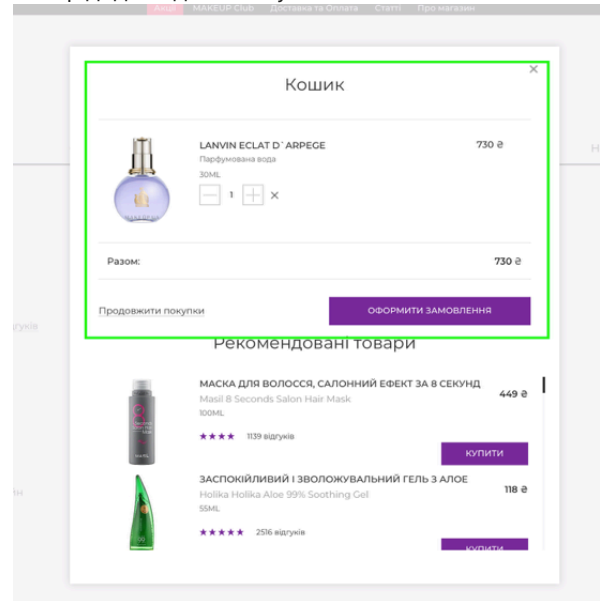 Акції MAKEUP Club Доставка та Оплата Статті Про магазин
×
Кошик
LANVIN ECLAT D`ARPEGE 730 ₴
Парфумована вода
30ML
— 1 + ×
Разом: 730 ₴
Продовжити покупки ОФОРМИТИ ЗАМОВЛЕННЯ
Рекомендовані товари
МАСКА ДЛЯ ВОЛОССЯ, САЛОННИЙ ЕФЕКТ ЗА 8 СЕКУНД 449 ₴
Masil 8 Seconds Salon Hair Mask
100ML
★★★★ 1139 відгуків
КУПИТИ
ЗАСПОКІЙЛИВИЙ І ЗВОЛОЖУВАЛЬНИЙ ГЕЛЬ З АЛОЕ 118 ₴
Holika Holika Aloe 99% Soothing Gel
55ML
★★★★★ 2516 відгуків
КУПИТИ